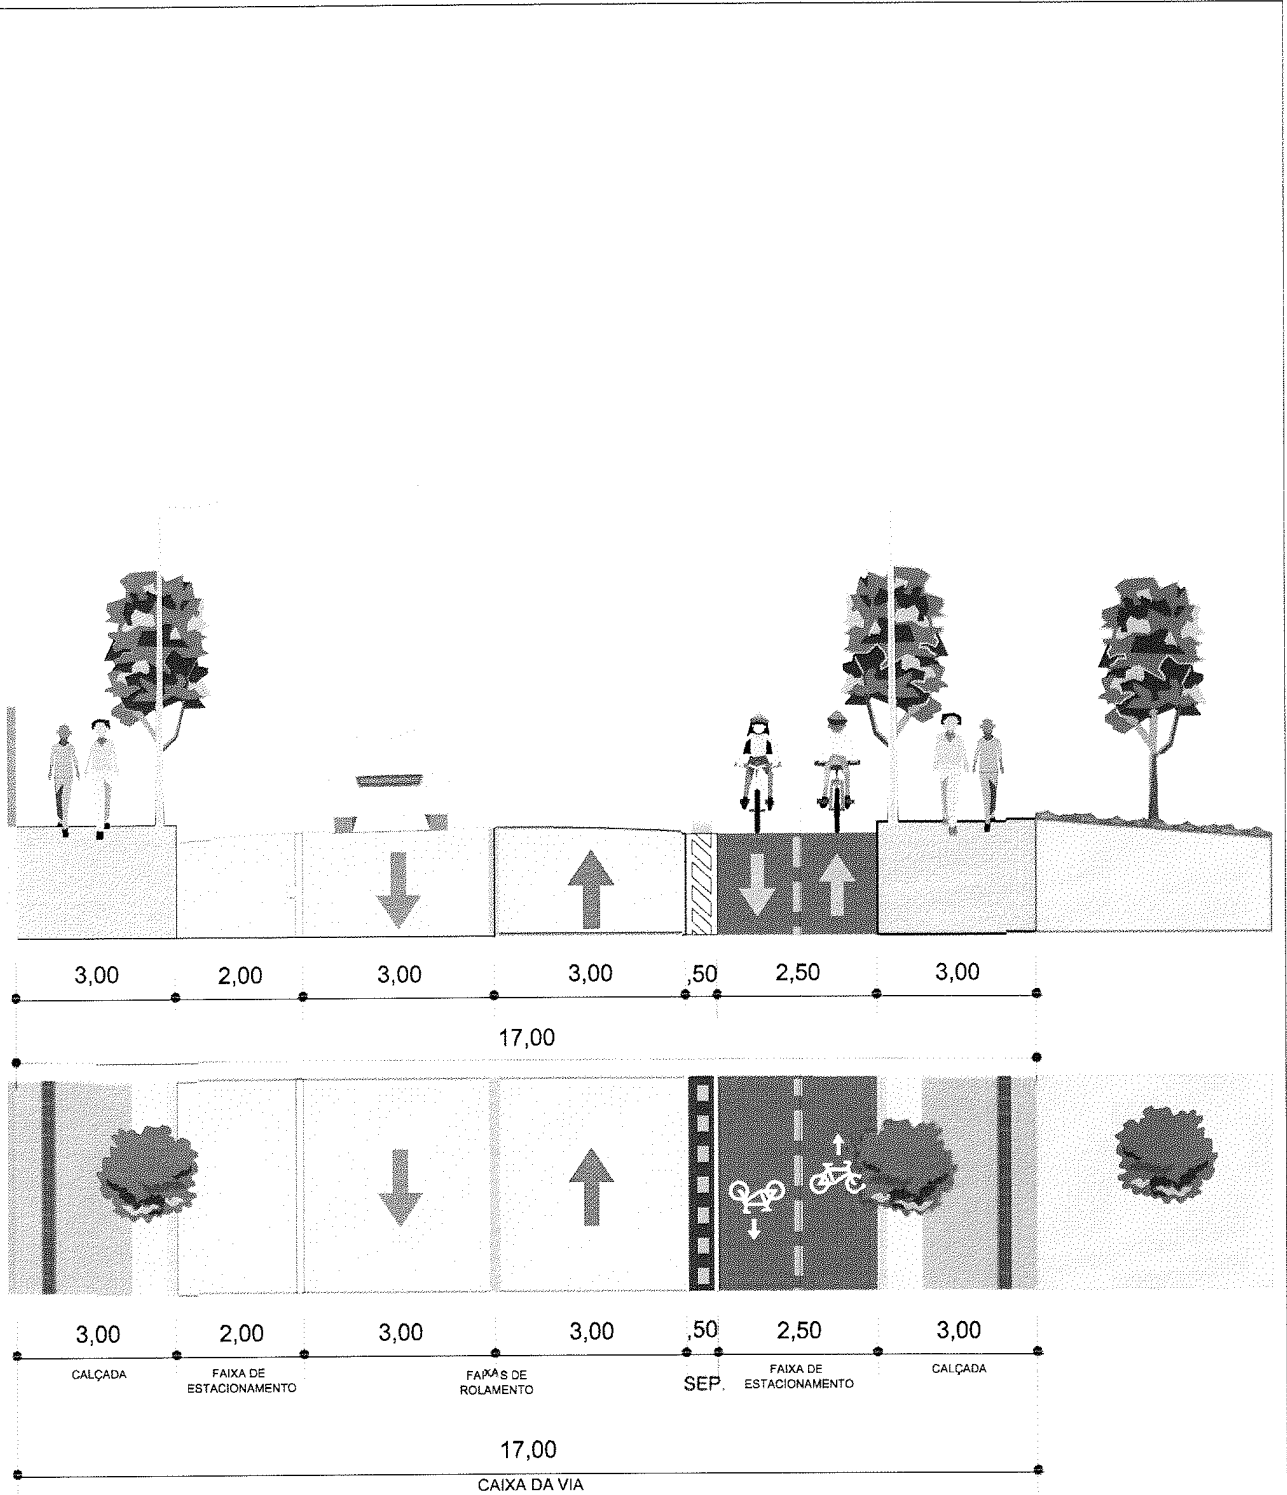 3,00 2,00 3,00 3,00 ,50 2,50 3,00
17,00
3,00 2,00 3,00 3,00 ,50 2,50 3,00
CALÇADA
FAIXA DE
ESTACIONAMENTO
FAIXAS DE
ROLAMENTO
SEP.
FAIXA DE
ESTACIONAMENTO
CALÇADA
17,00
CAIXA DA VIA